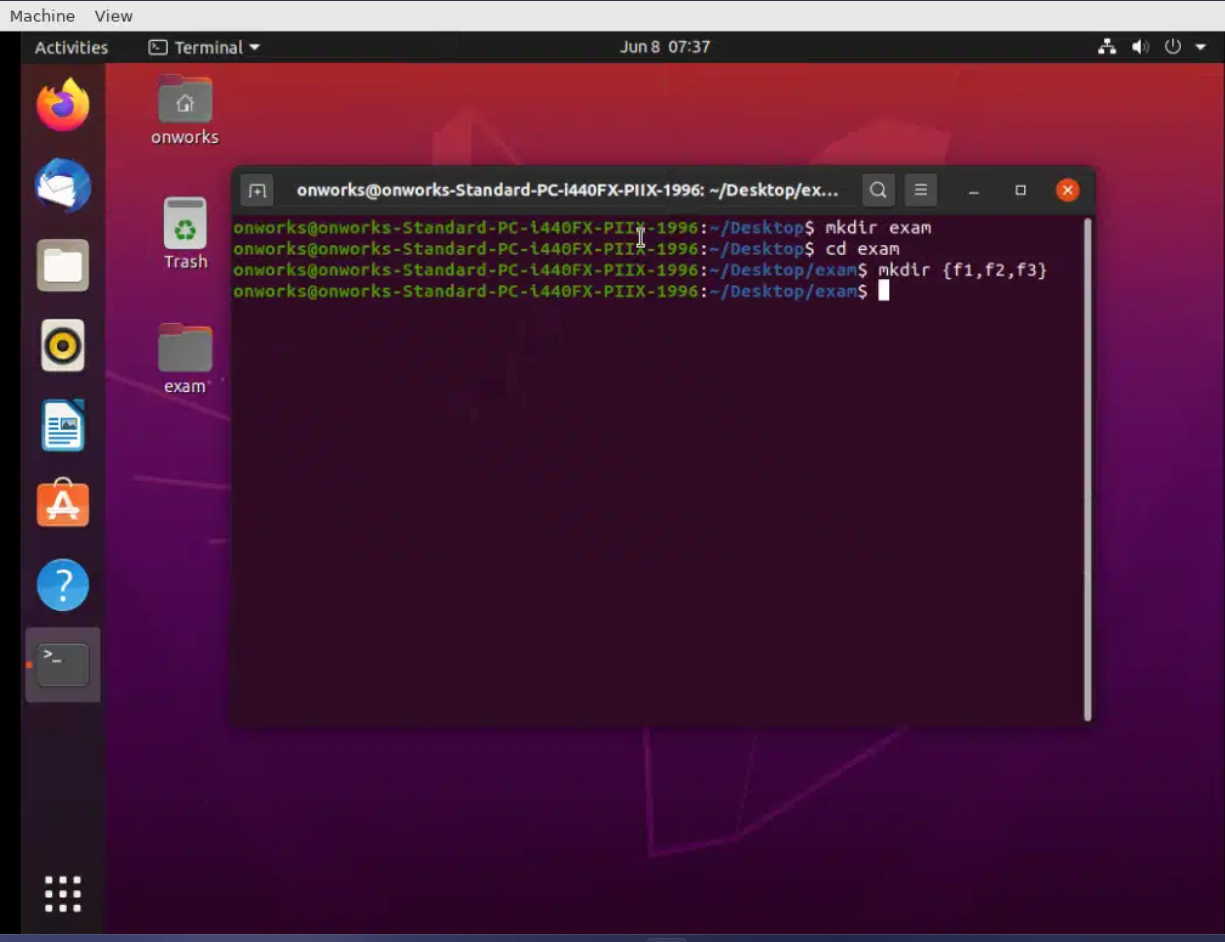 Machine View
Activities Terminal Jun 8 07:37
onworks
Trash
exam
onworks@onworks-Standard-PC-i440FX-PIIX-1996: ~/Desktop/ex...
onworks@onworks-Standard-PC-i440FX-PIIX-1996:~/Desktop$ mkdir exam
onworks@onworks-Standard-PC-i440FX-PIIX-1996:~/Desktop$ cd exam
onworks@onworks-Standard-PC-i440FX-PIIX-1996:~/Desktop/exam$ mkdir {f1,f2,f3}
onworks@onworks-Standard-PC-i440FX-PIIX-1996:~/Desktop/exam$